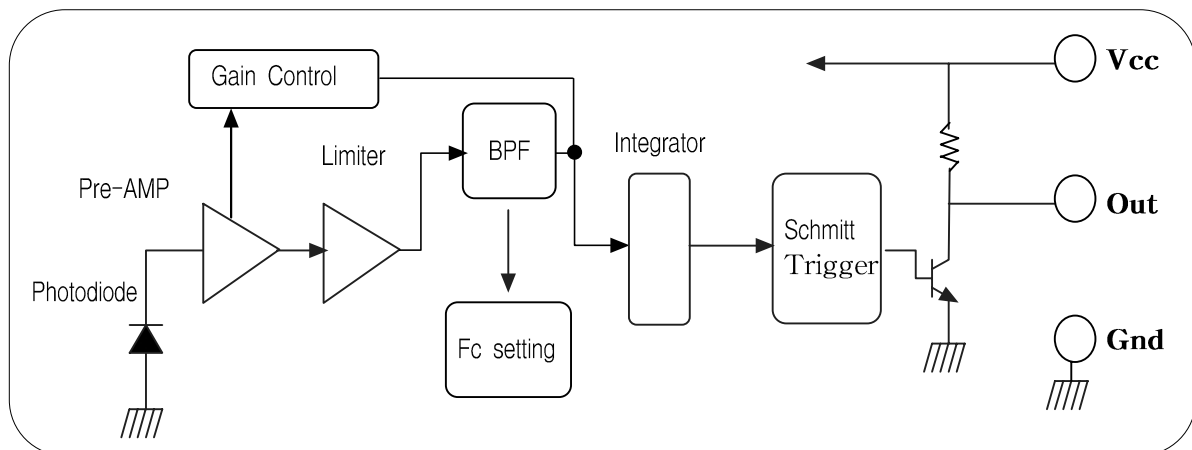 Gain Control
Vcc
Limiter
BPF
Integrator
Pre-AMP
Out
Schmitt
Trigger
Photodiode
Fc setting
Gnd